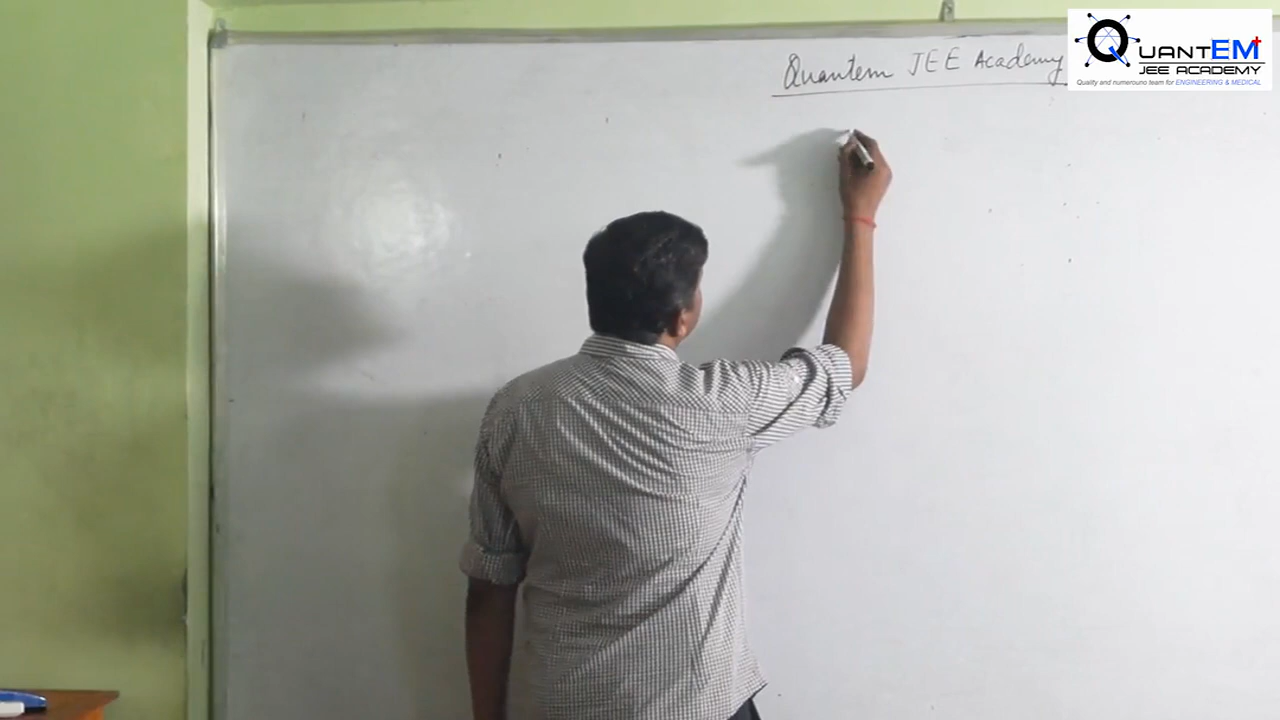 Quantem JEE Academy
QUANTEM+
JEE ACADEMY
Quality and numerouno team for ENGINEERING & MEDICAL